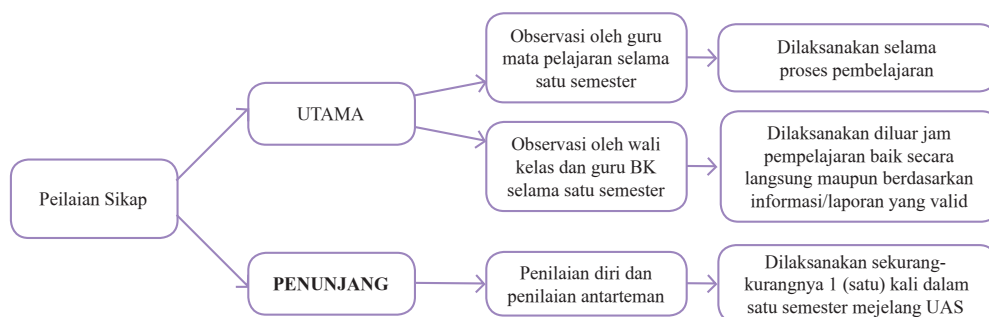 Peilaian Sikap
UTAMA
Observasi oleh guru
mata pelajaran selama
satu semester
Dilaksanakan selama
proses pembelajaran
Observasi oleh wali
kelas dan guru BK
selama satu semester
Dilaksanakan diluar jam
pempelajaran baik secara
langsung maupun berdasarkan
informasi/laporan yang valid
PENUNJANG
Penilaian diri dan
penilaian antarteman
Dilaksanakan sekurang-
kurangnya 1 (satu) kali dalam
satu semester mejelang UAS